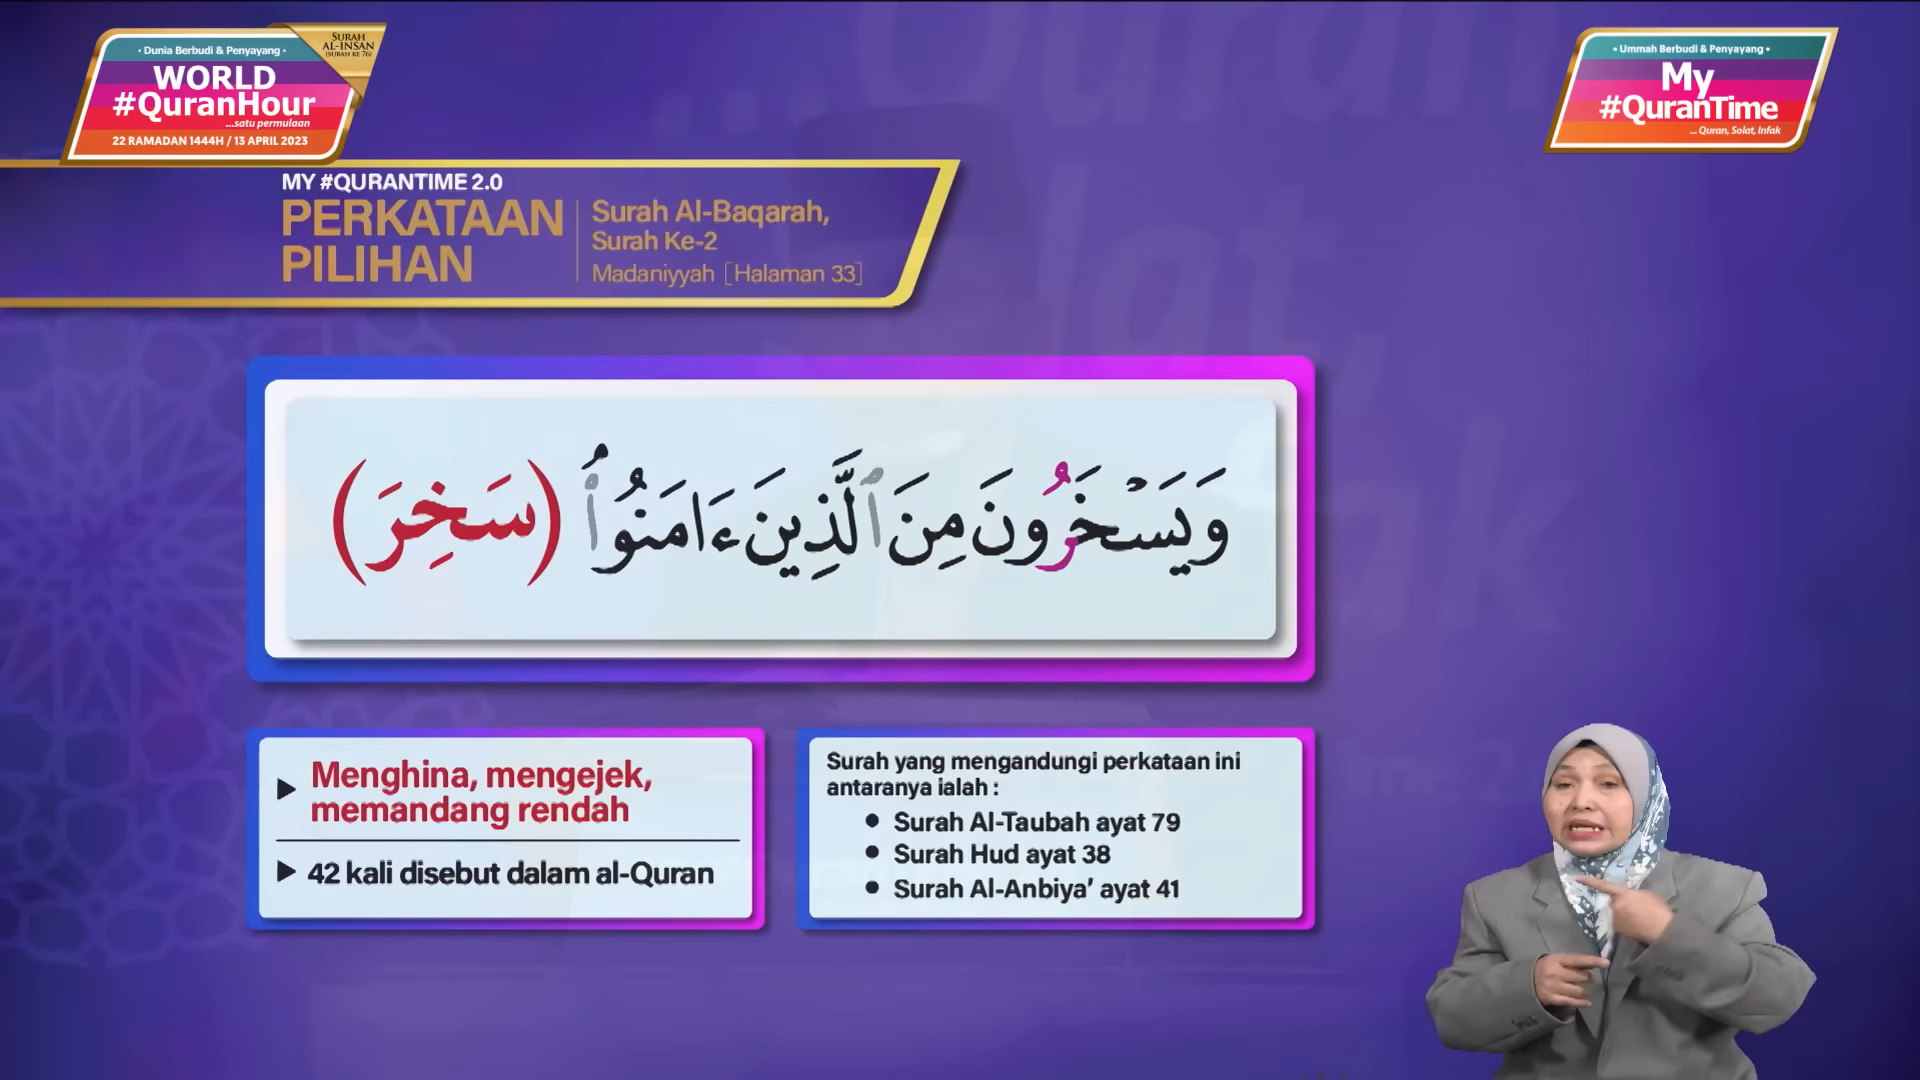 • Dunia Berbudi & Penyayang •
WORLD
#QuranHour
...satu permulaan
22 RAMADAN 1444H / 13 APRIL 2023
SURAH
AL-INSAN
(SURAH KE 76)
• Ummah Berbudi & Penyayang •
My
#QuranTime
... Quran, Solat, Infak
MY #QURANTIME 2.0
PERKATAAN
PILIHAN
Surah Al-Baqarah,
Surah Ke-2
Madaniyyah [Halaman 33]
وَيَسۡخَرُونَ مِنَ ٱلَّذِينَ ءَامَنُواْۘ (سَخِرَ)
Menghina, mengejek,
memandang rendah
42 kali disebut dalam al-Quran
Surah yang mengandungi perkataan ini
antaranya ialah :
• Surah Al-Taubah ayat 79
• Surah Hud ayat 38
• Surah Al-Anbiya’ ayat 41